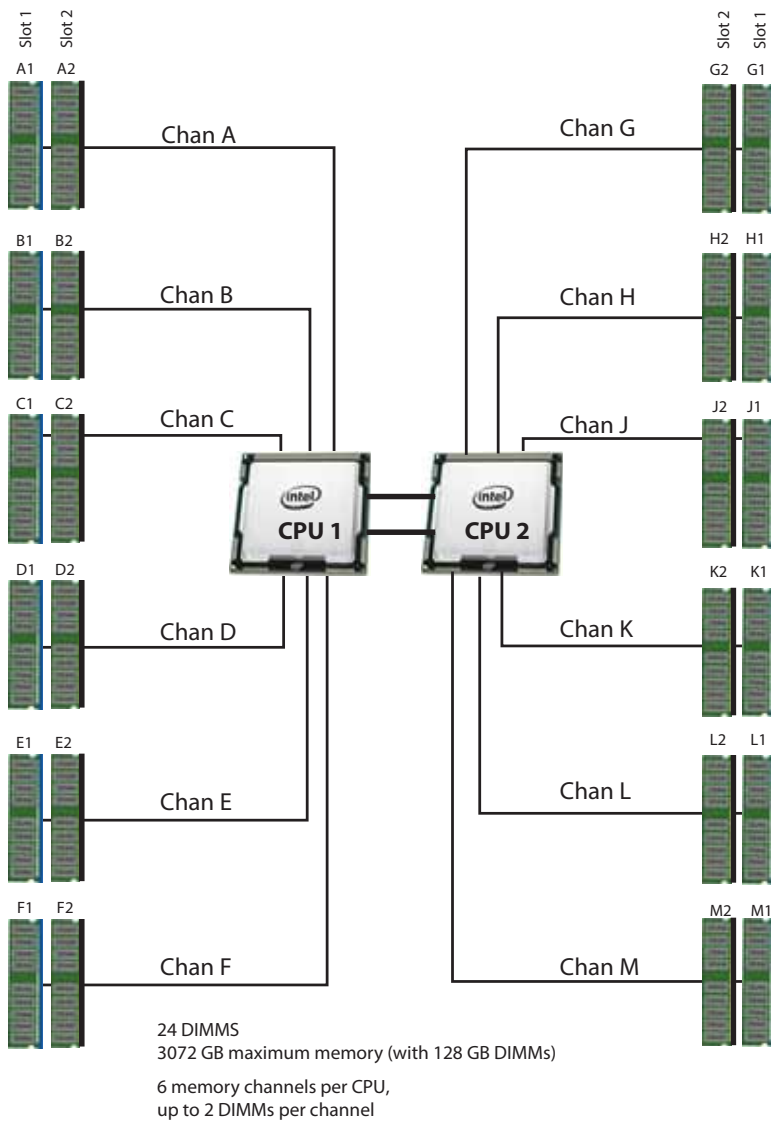 Slot 1
Slot 2
Slot 2
Slot 1
A1 A2
G2 G1
Chan A
Chan G
B1 B2
H2 H1
Chan B
Chan H
C1 C2
J2 J1
Chan C
Chan J
intel
CPU 1
intel
CPU 2
D1 D2
K2 K1
Chan D
Chan K
E1 E2
L2 L1
Chan E
Chan L
F1 F2
M2 M1
Chan F
Chan M
24 DIMMS
3072 GB maximum memory (with 128 GB DIMMs)
6 memory channels per CPU,
up to 2 DIMMs per channel